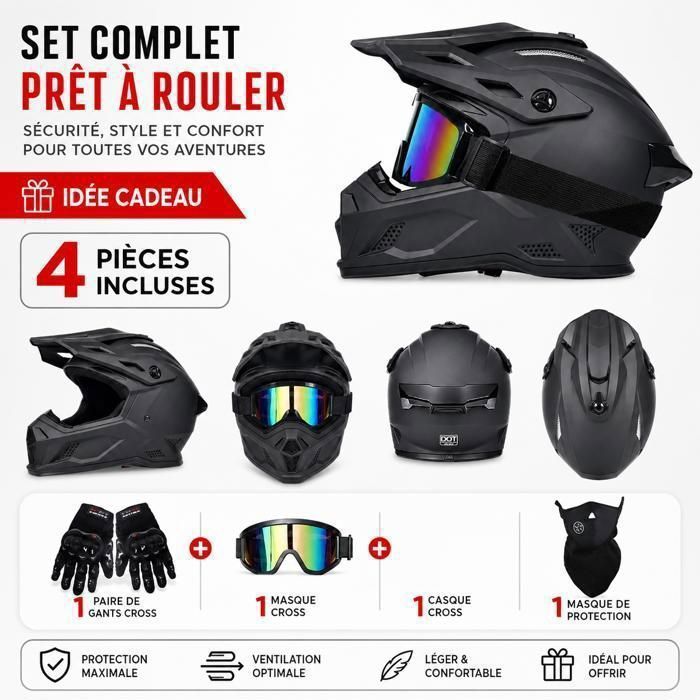 SET COMPLET
PRÊT À ROULER
SÉCURITÉ, STYLE ET CONFORT
POUR TOUTES VOS AVENTURES
IDÉE CADEAU
4 PIÈCES
INCLUSES
DOT
1 PAIRE DE
GANTS CROSS
1 MASQUE
CROSS
1 CASQUE
CROSS
1 MASQUE DE
PROTECTION
PROTECTION
MAXIMALE
VENTILATION
OPTIMALE
LÉGER &
CONFORTABLE
IDÉAL POUR
OFFRIR